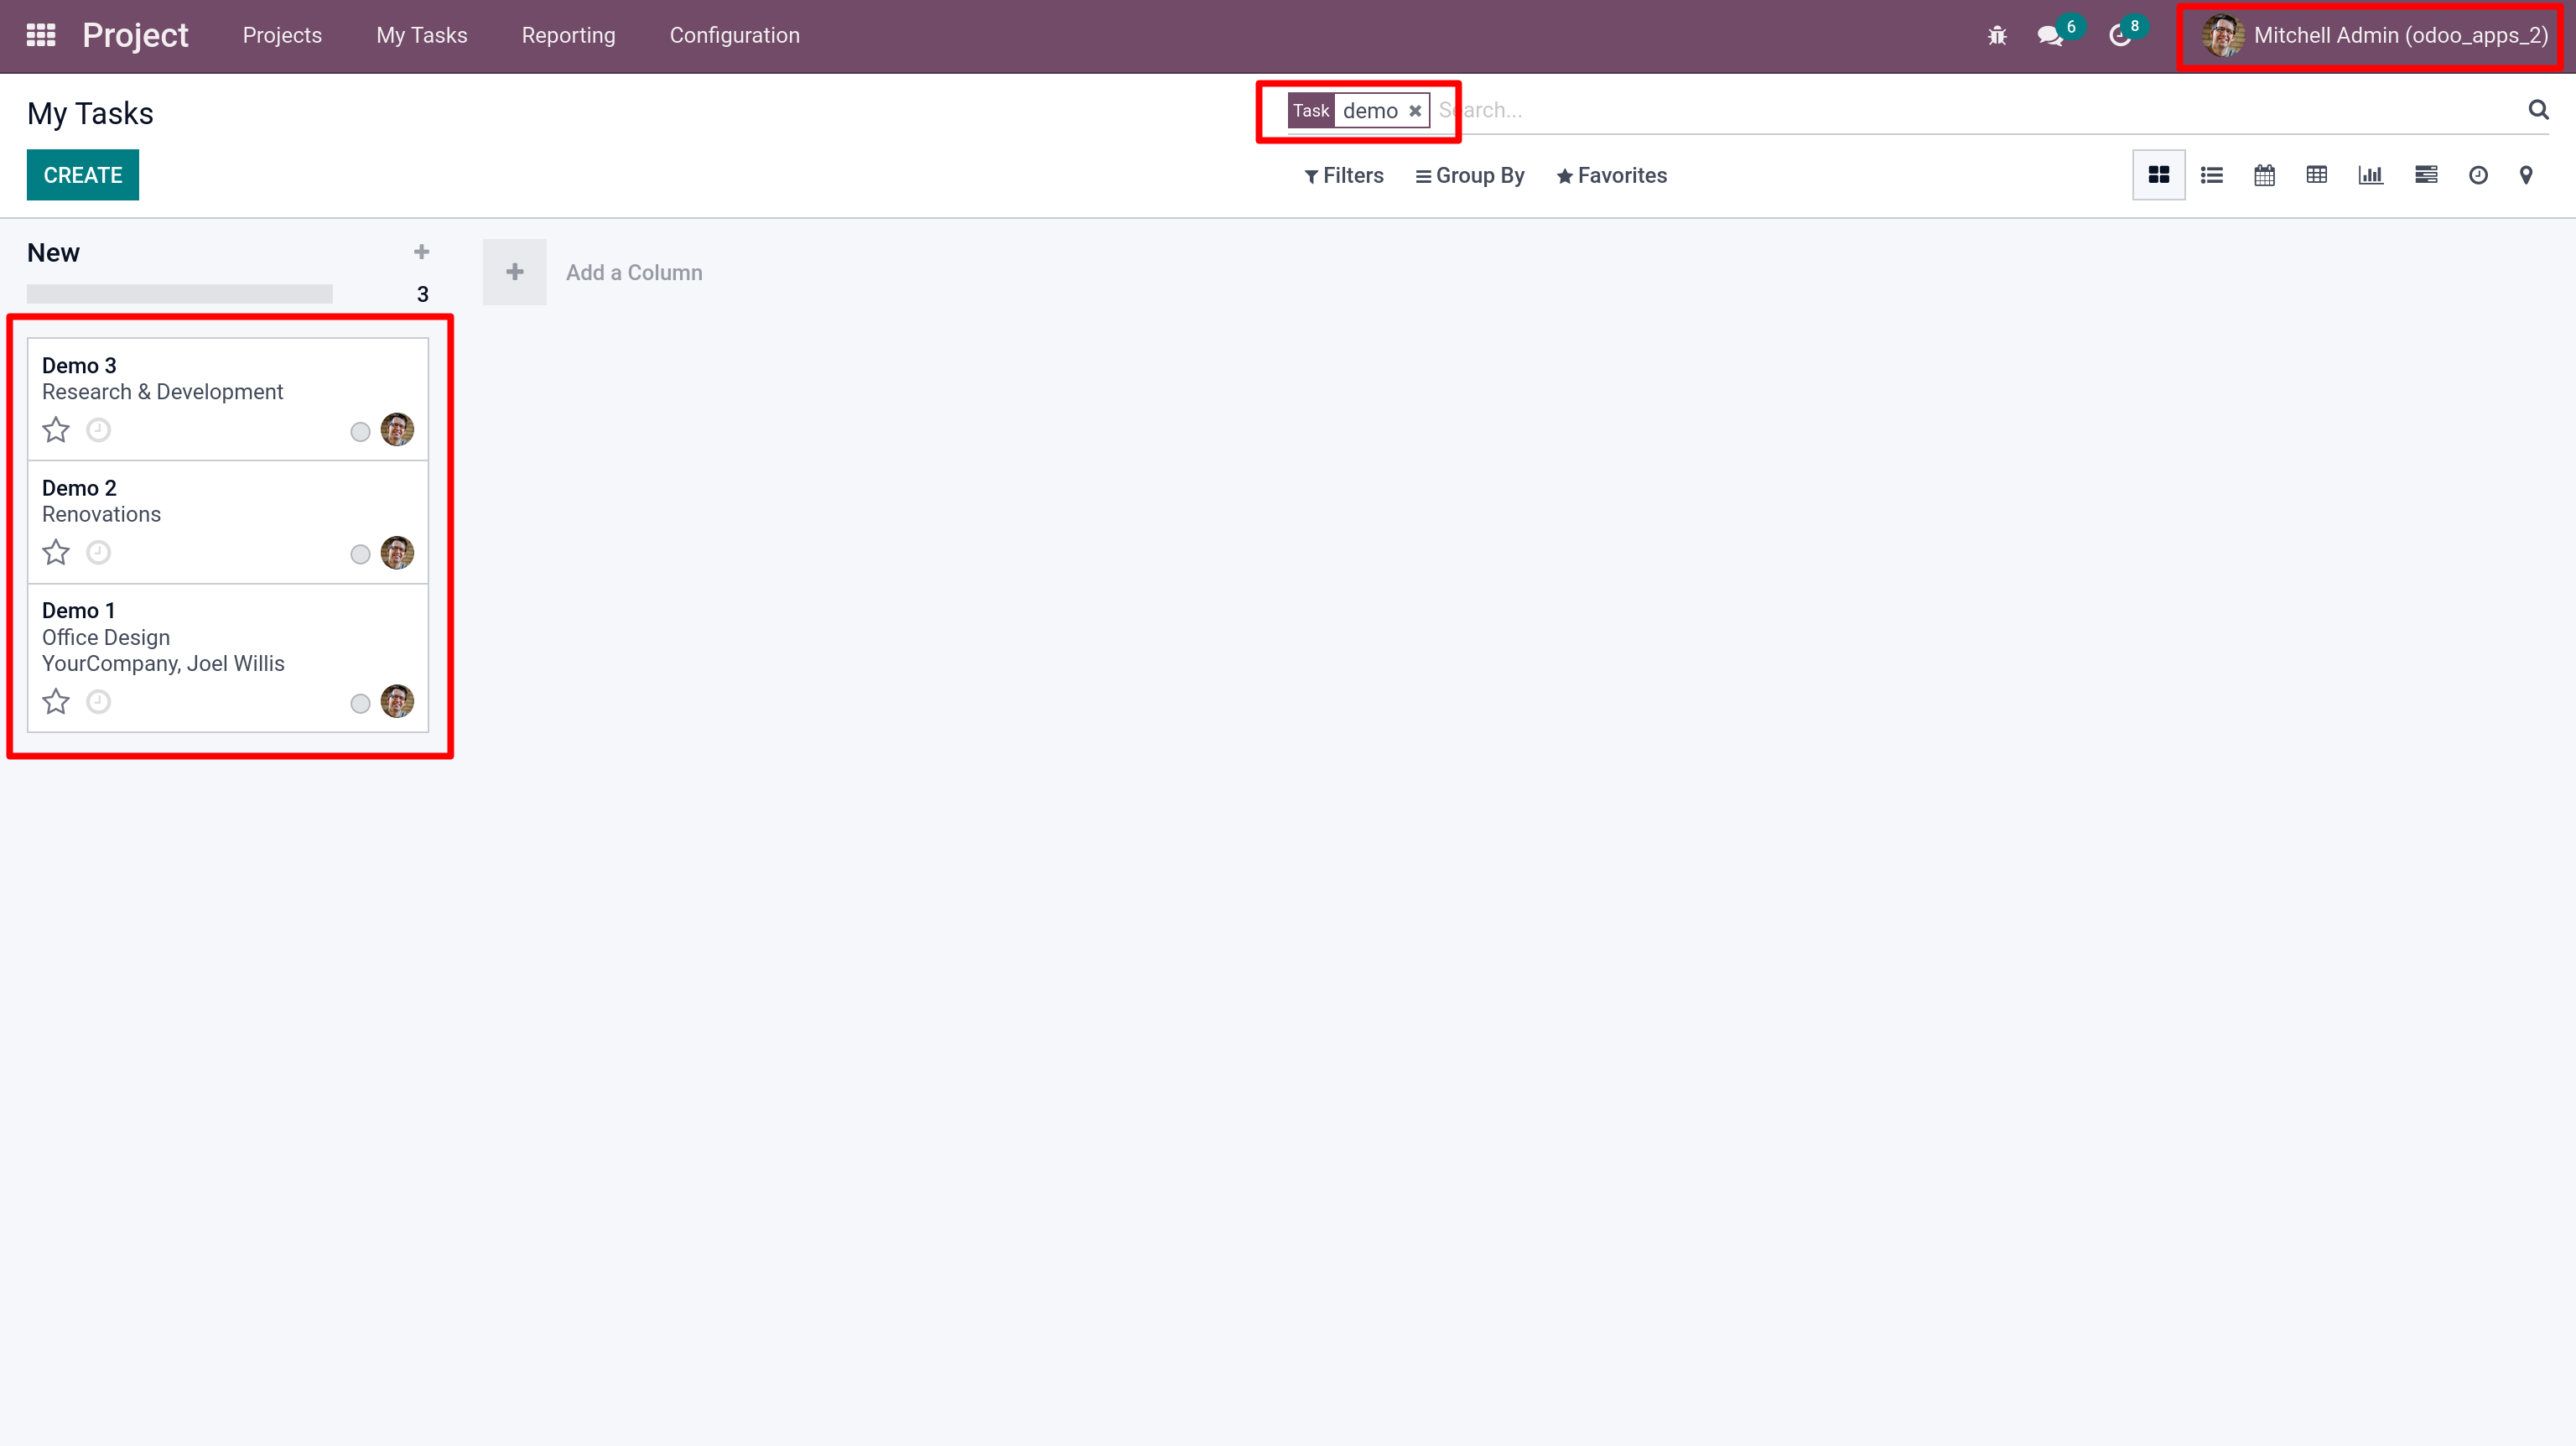 Project Projects My Tasks Reporting Configuration 6 8 Mitchell Admin (odoo_apps_2)
My Tasks
Task demo Search...
CREATE
Filters Group By Favorites
New
Add a Column
3
Demo 3
Research & Development
Demo 2
Renovations
Demo 1
Office Design
YourCompany, Joel Willis